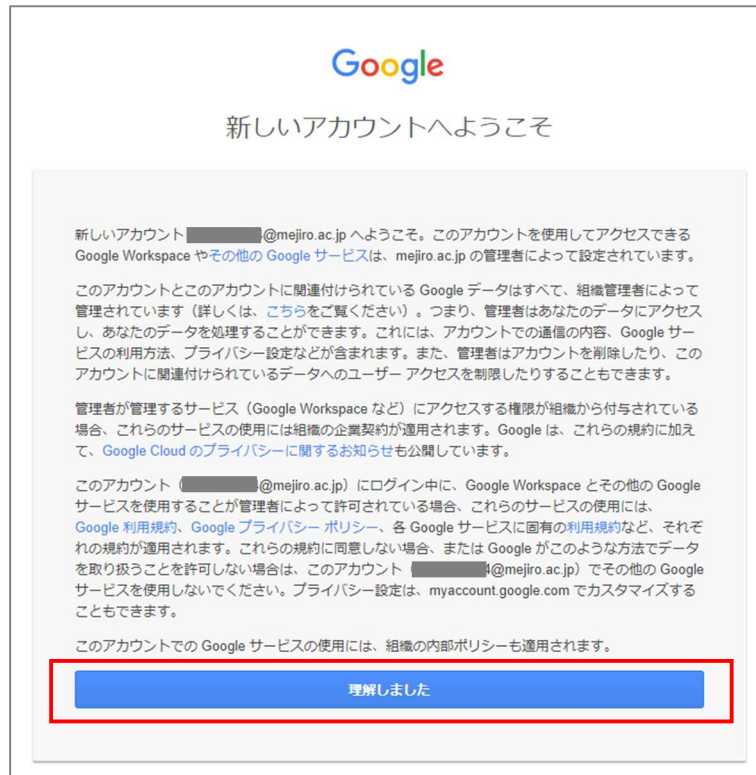 Google
新しいアカウントへようこそ
新しいアカウント @mejiro.ac.jp へようこそ。このアカウントを使用してアクセスできる
Google Workspace やその他の Google サービスは、mejiro.ac.jp の管理者によって設定されています。
このアカウントとこのアカウントに関連付けられている Google データはすべて、組織管理者によって
管理されています（詳しくは、こちらをご覧ください）。つまり、管理者はあなたのデータにアクセス
し、あなたのデータを処理することができます。これには、アカウントでの通信の内容、Google サー
ビスの利用方法、プライバシー設定などが含まれます。また、管理者はアカウントを削除したり、この
アカウントに関連付けられているデータへのユーザー アクセスを制限したりすることもできます。
管理者が管理するサービス（Google Workspace など）にアクセスする権限が組織から付与されている
場合、これらのサービスの使用には組織の企業契約が適用されます。Google は、これらの規約に加え
て、Google Cloud のプライバシーに関するお知らせも公開しています。
このアカウント（ @mejiro.ac.jp）にログイン中に、Google Workspace とその他の Google
サービスを使用することが管理者によって許可されている場合、これらのサービスの使用には、
Google 利用規約、Google プライバシー ポリシー、各 Google サービスに固有の利用規約など、それぞ
れの規約が適用されます。これらの規約に同意しない場合、または Google がこのような方法でデータ
を取り扱うことを許可しない場合は、このアカウント（ @mejiro.ac.jp）でその他の Google
サービスを使用しないでください。プライバシー設定は、myaccount.google.com でカスタマイズする
こともできます。
このアカウントでの Google サービスの使用には、組織の内部ポリシーも適用されます。
理解しました